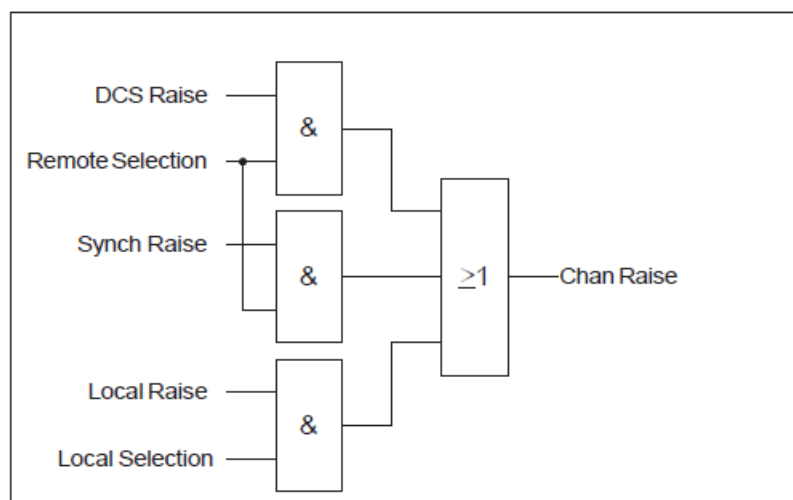 DCS Raise
&
Remote Selection
Synch Raise
&
≥1
Chan Raise
Local Raise
&
Local Selection